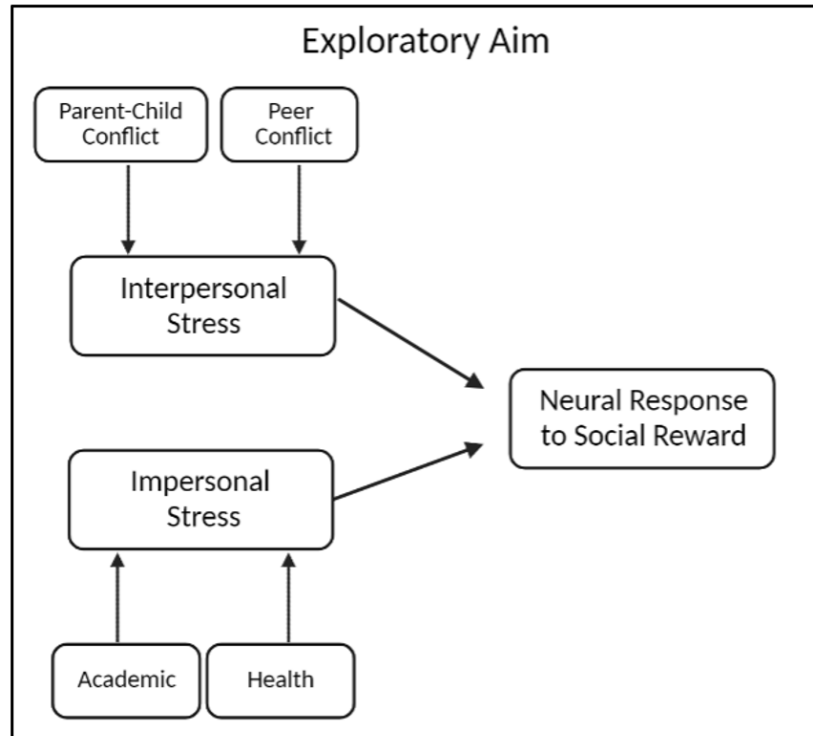 Exploratory Aim
Parent-Child
Conflict
Peer
Conflict
Interpersonal
Stress
Neural Response
to Social Reward
Impersonal
Stress
Academic
Health